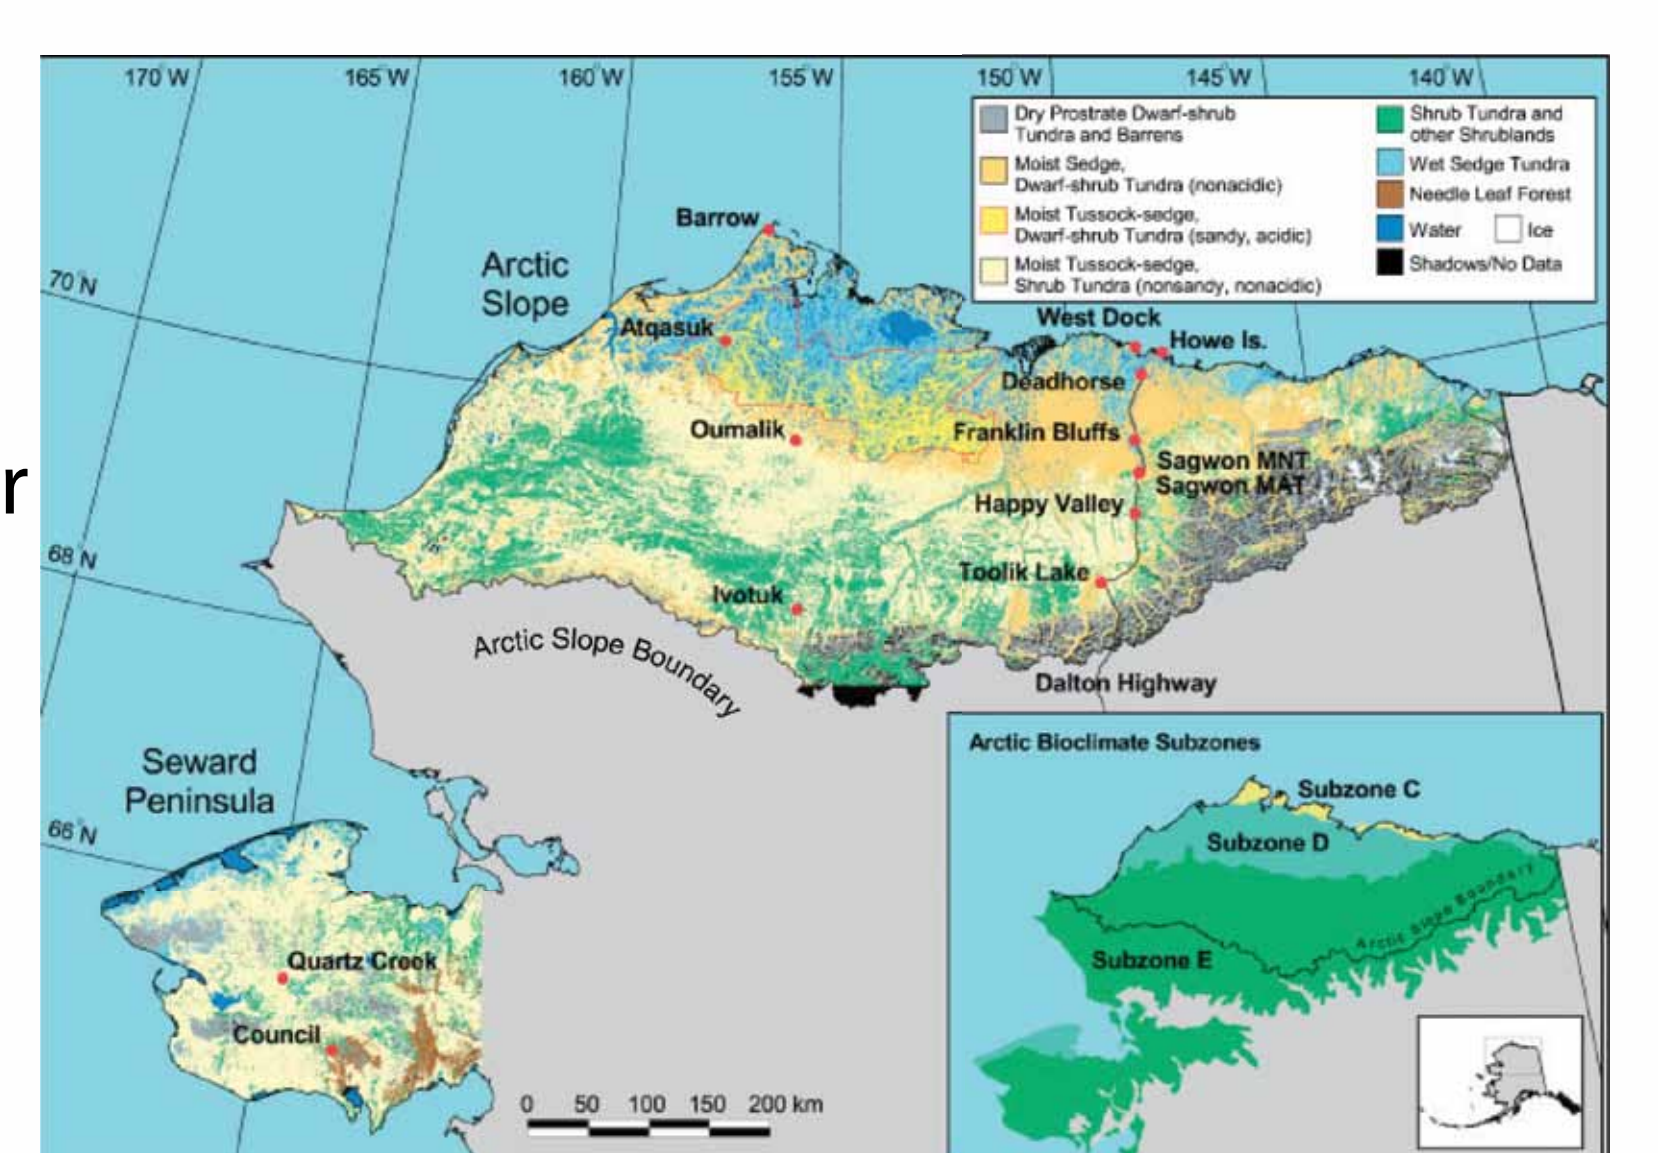 170°W 165°W 160°W 155°W 150°W 145°W 140°W
Dry Prostrate Dwarf-shrub
Tundra and Barrens
Moist Sedge,
Dwarf-shrub Tundra (nonacidic)
Moist Tussock-sedge,
Dwarf-shrub Tundra (sandy, acidic)
Moist Tussock-sedge,
Shrub Tundra (nonsandy, nonacidic)
Shrub Tundra and
other Shrublands
Wet Sedge Tundra
Needle Leaf Forest
Water Ice
Shadows/No Data
Barrow
Arctic
Slope
70°N
Atqasuk
West Dock
Howe Is.
Deadhorse
Oumalik
Franklin Bluffs
Sagwon MNT
Sagwon MAT
r
Happy Valley
68°N
Toolik Lake
Ivotuk
Arctic Slope Boundary
Dalton Highway
Seward
Peninsula
66°N
Quartz Creek
Council
0 50 100 150 200 km
Arctic Bioclimate Subzones
Subzone C
Subzone D
Arctic Slope Boundary
Subzone E